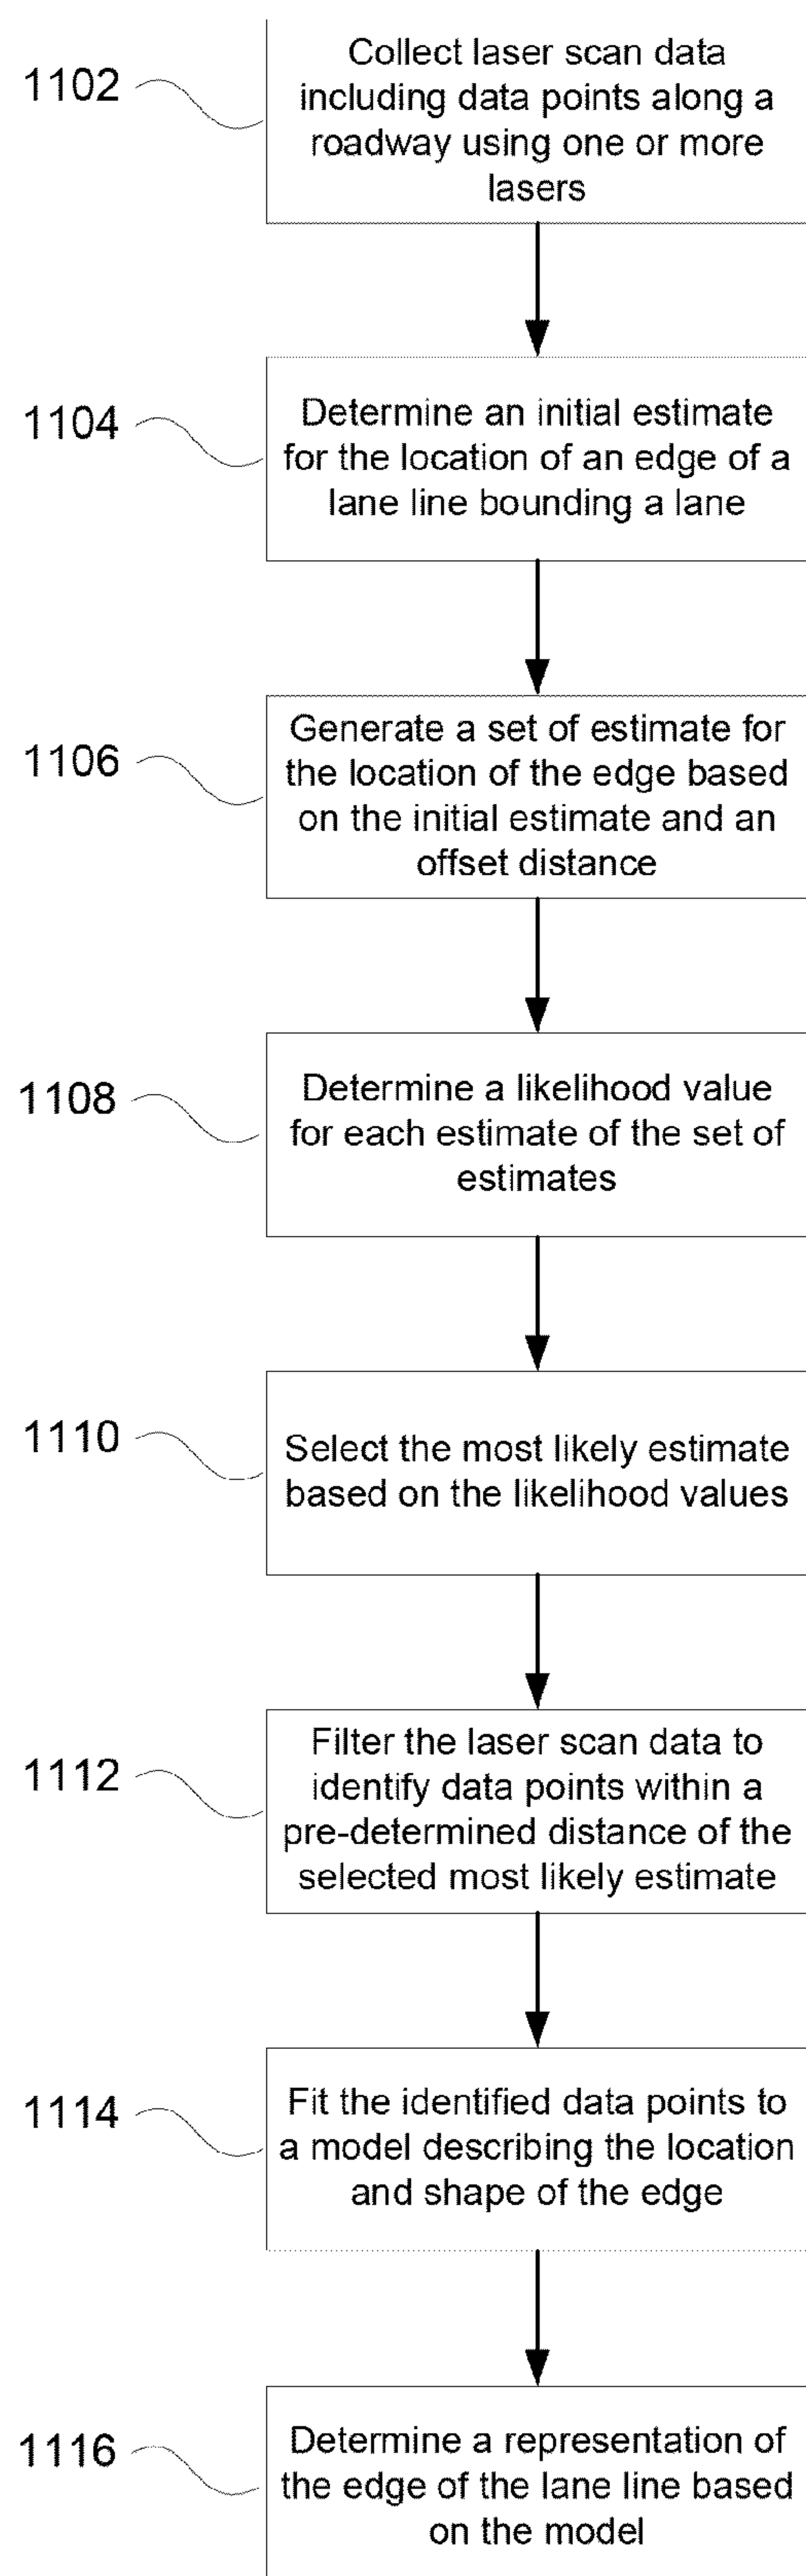 1102
Collect laser scan data
including data points along a
roadway using one or more
lasers
1104
Determine an initial estimate
for the location of an edge of a
lane line bounding a lane
1106
Generate a set of estimate for
the location of the edge based
on the initial estimate and an
offset distance
1108
Determine a likelihood value
for each estimate of the set of
estimates
1110
Select the most likely estimate
based on the likelihood values
1112
Filter the laser scan data to
identify data points within a
pre-determined distance of the
selected most likely estimate
1114
Fit the identified data points to
a model describing the location
and shape of the edge
1116
Determine a representation of
the edge of the lane line based
on the model